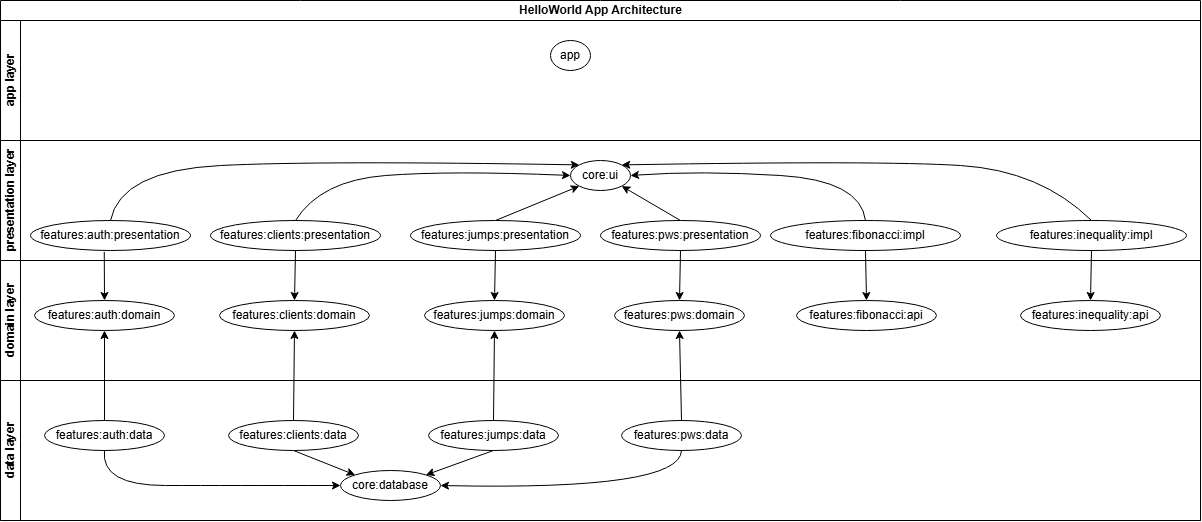 HelloWorld App Architecture
app layer
app
presentation layer
core:ui
features:auth:presentation
features:clients:presentation
features:jumps:presentation
features:pws:presentation
features:fibonacci:impl
features:inequality:impl
domain layer
features:auth:domain
features:clients:domain
features:jumps:domain
features:pws:domain
features:fibonacci:api
features:inequality:api
data layer
features:auth:data
features:clients:data
features:jumps:data
features:pws:data
core:database